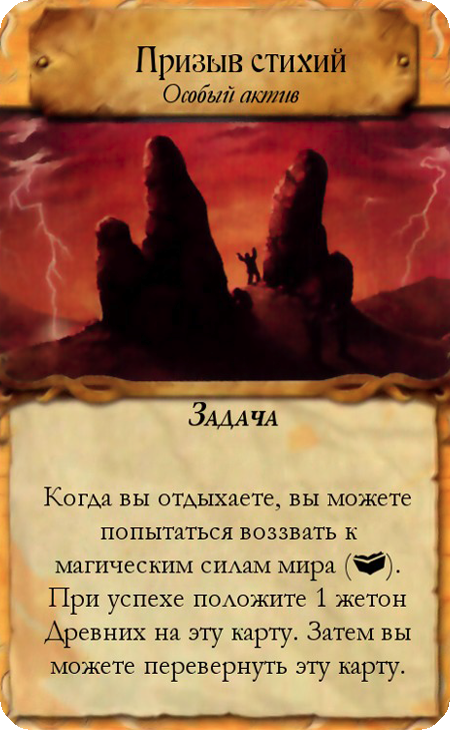 Призыв стихий
Особый актив
Задача
Когда вы отдыхаете, вы можете
попытаться воззвать к
магическим силам мира ( ).
При успехе положите 1 жетон
Древних на эту карту. Затем вы
можете перевернуть эту карту.